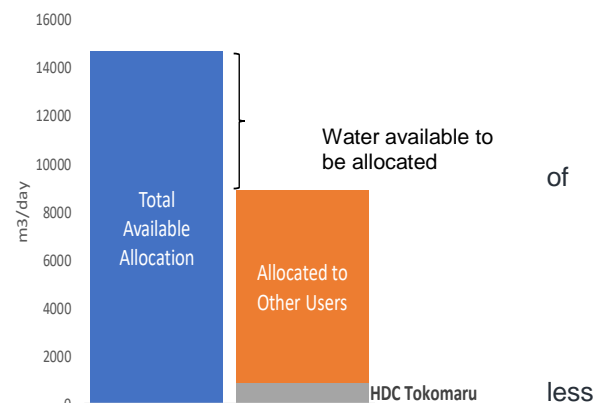 16000
14000
12000
10000
8000
6000
4000
2000
0
m3/day
Total
Available
Allocation
Water available to
be allocated
Allocated to
Other Users
HDC Tokomaru
of
less